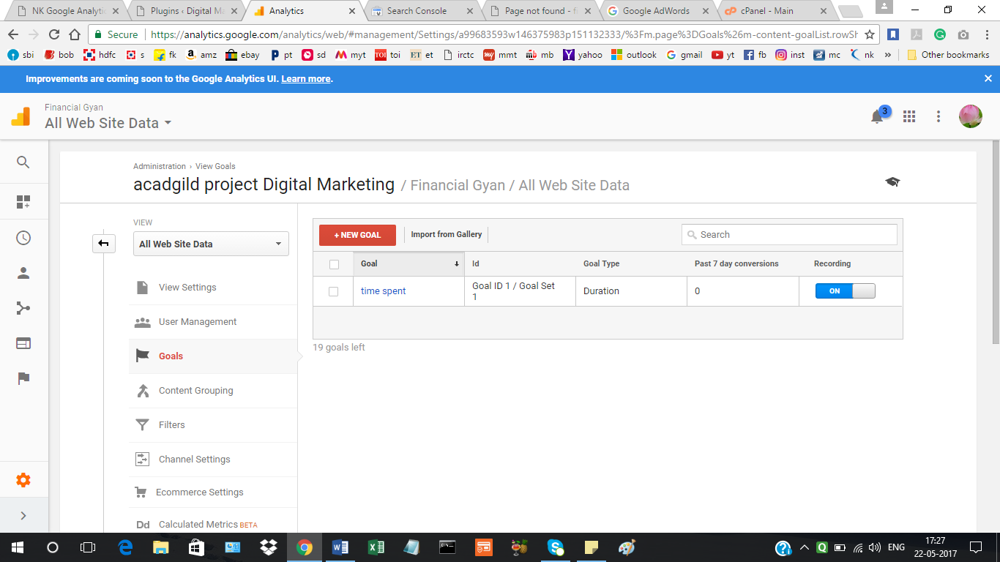 NK Google Analytic
Plugins ‹ Digital Ma
Analytics
Search Console
Page not found - f
Google AdWords
cPanel - Main
Secure
https://analytics.google.com/analytics/web/#management/Settings/a99683593w146375983p151132333/%3Fm.page%3DGoals%26m-content-goalList.rowSh
sbi
bob
hdfc
s
fk
amz
ebay
pt
sd
myt
TOI toi
ET et
irctc
my mmt
mb mb
yahoo
outlook
gmail
yt
fb
inst
mc
nk
»
Other bookmarks
Improvements are coming soon to the Google Analytics UI. Learn more.
Financial Gyan
All Web Site Data
3
Administration › View Goals
acadgild project Digital Marketing / Financial Gyan / All Web Site Data
VIEW
All Web Site Data
View Settings
User Management
Goals
Content Grouping
Filters
Channel Settings
Ecommerce Settings
Dd Calculated Metrics BETA
+ NEW GOAL
Import from Gallery
Search
Goal
Id
Goal Type
Past 7 day conversions
Recording
time spent
Goal ID 1 / Goal Set
1
Duration
0
ON
19 goals left
ENG
17:27
22-05-2017